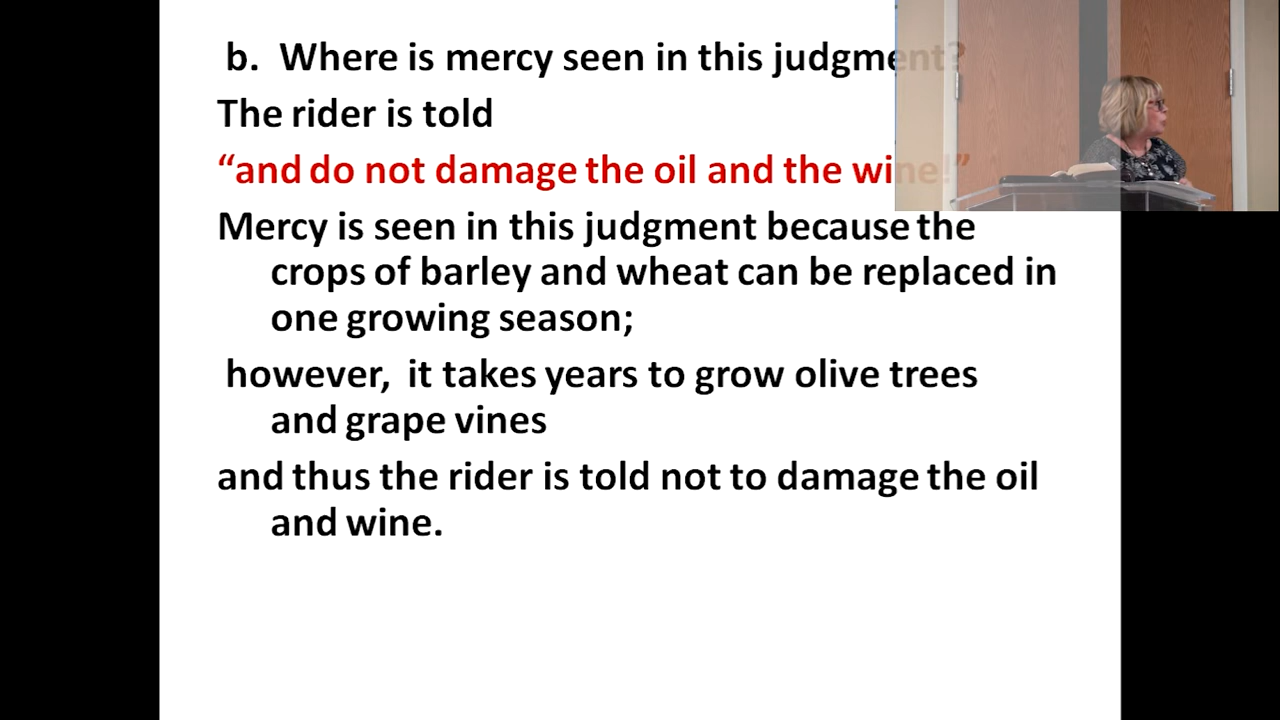 b. Where is mercy seen in this judgment?
The rider is told
“and do not damage the oil and the wine!”
Mercy is seen in this judgment because the
crops of barley and wheat can be replaced in
one growing season;
however, it takes years to grow olive trees
and grape vines
and thus the rider is told not to damage the oil
and wine.